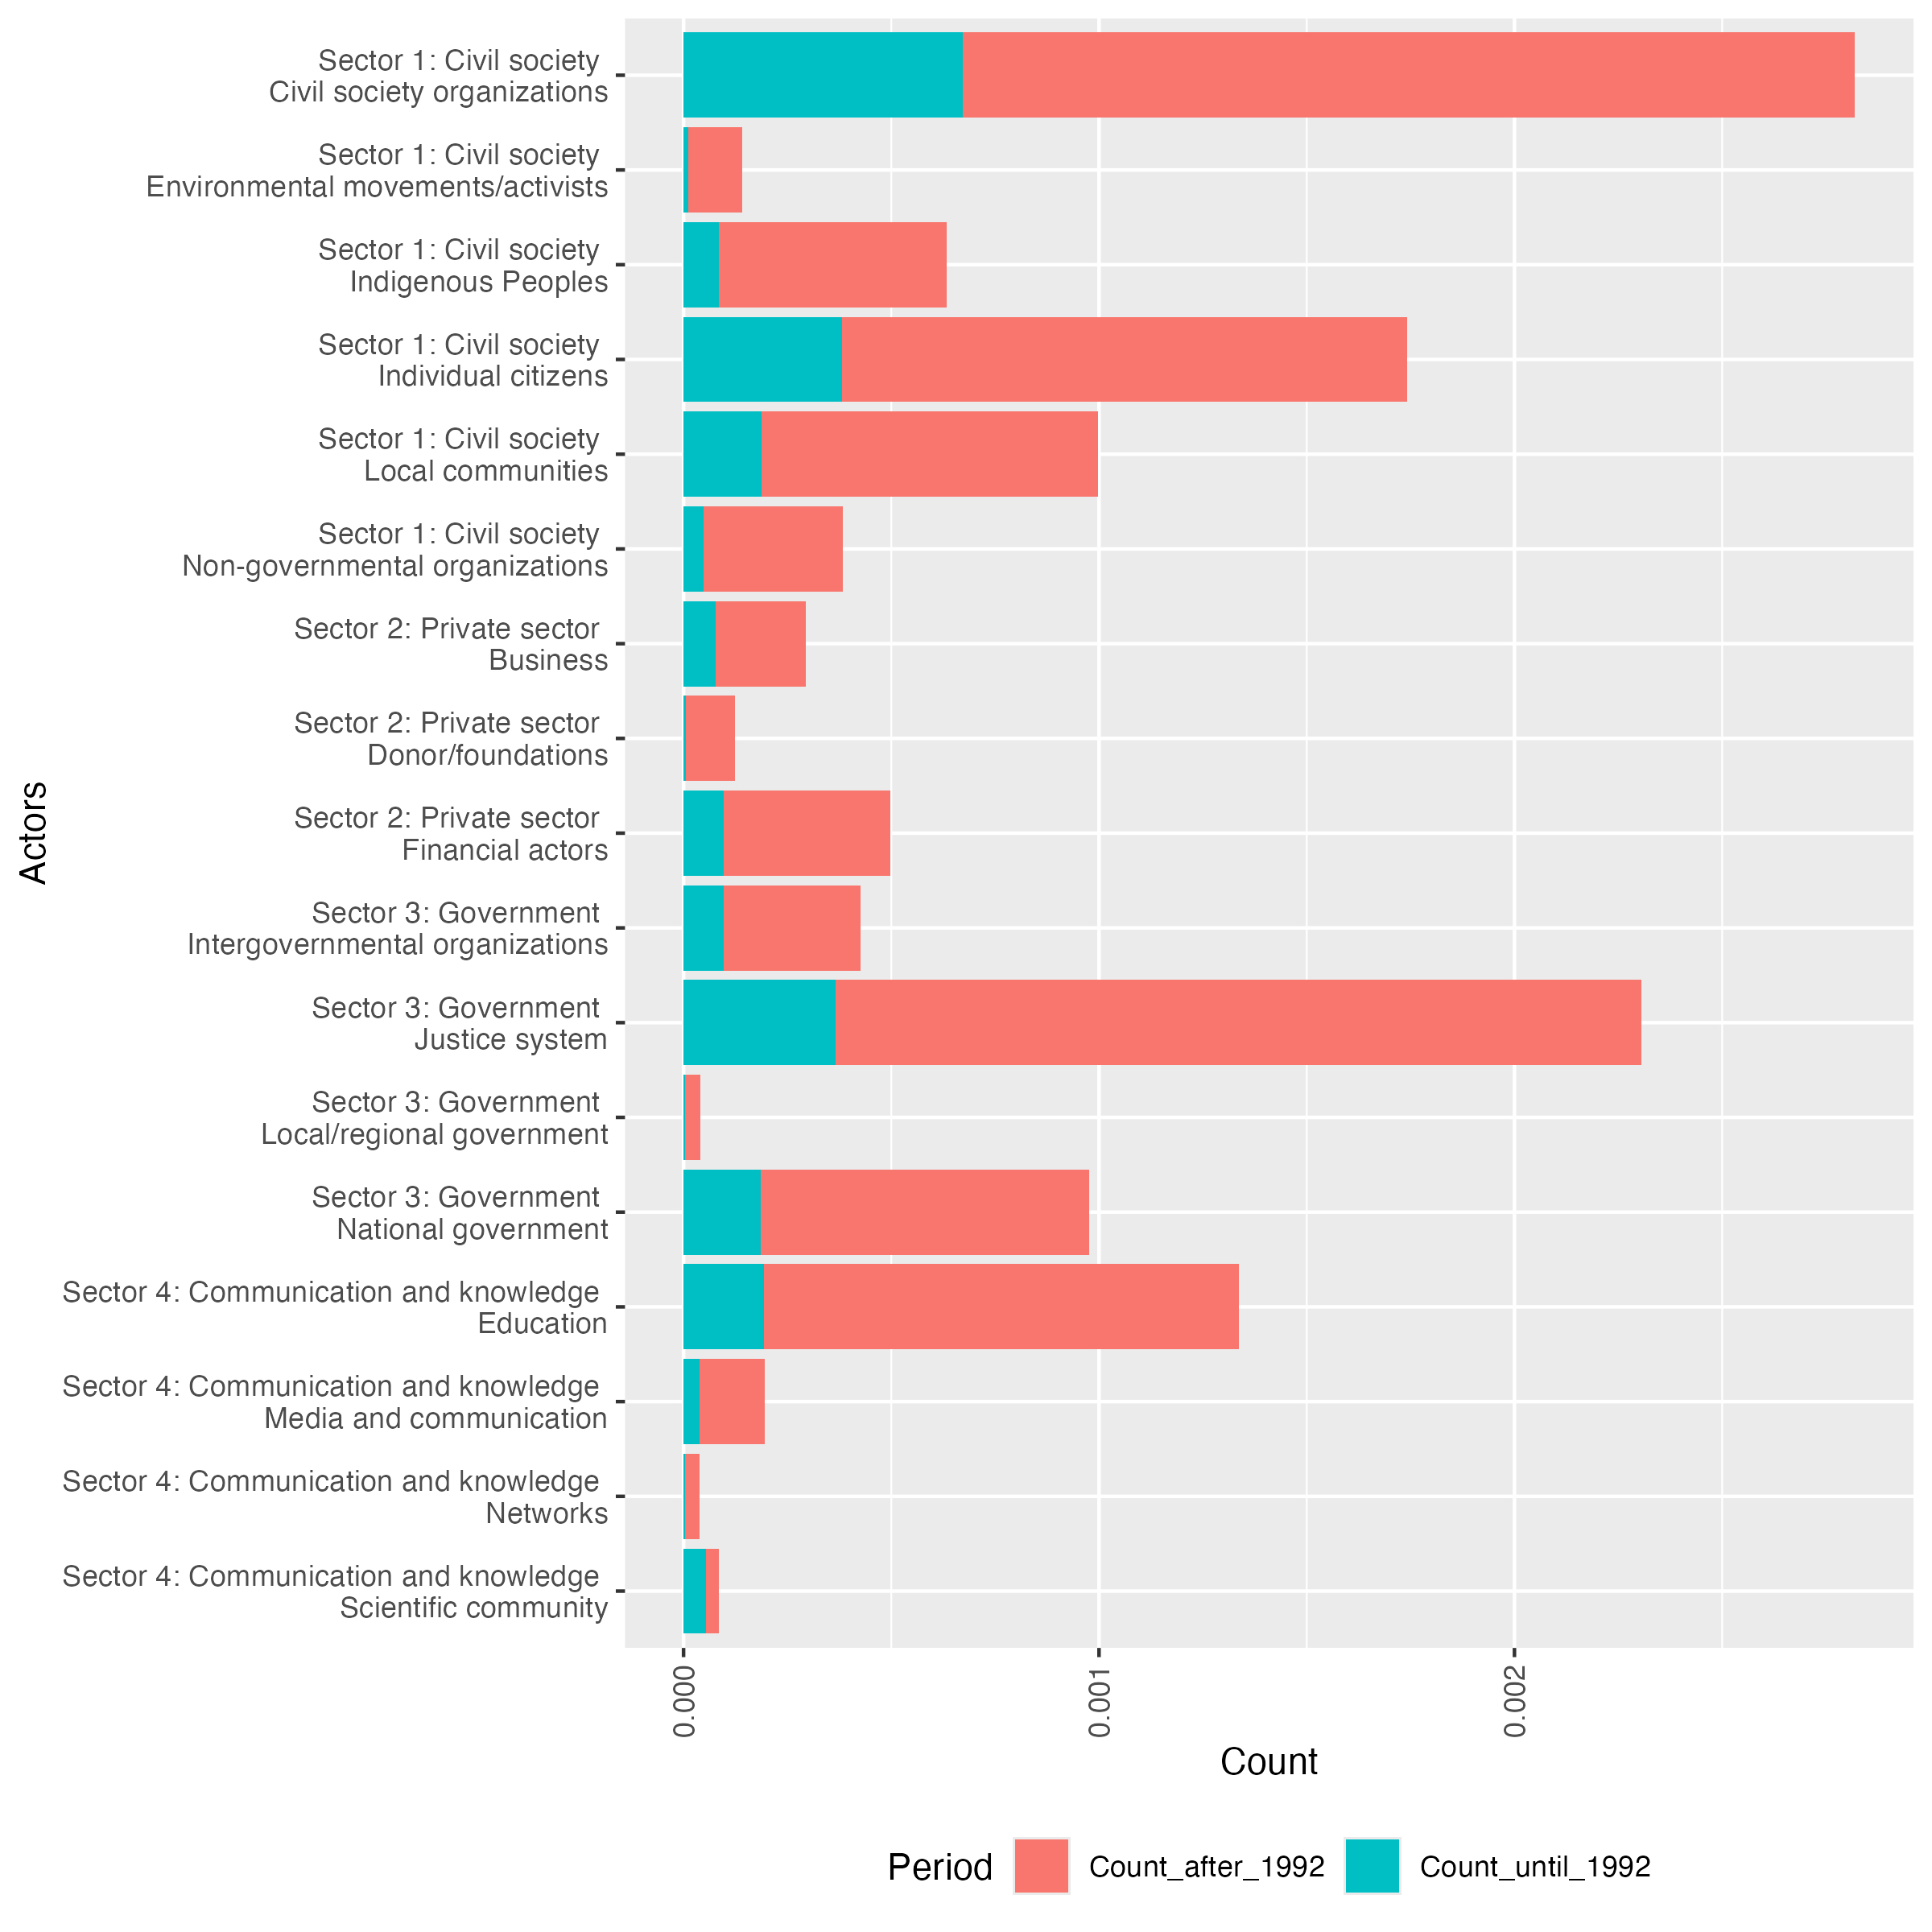 Sector 1: Civil society
Civil society organizations
Sector 1: Civil society
Environmental movements/activists
Sector 1: Civil society
Indigenous Peoples
Sector 1: Civil society
Individual citizens
Sector 1: Civil society
Local communities
Sector 1: Civil society
Non-governmental organizations
Sector 2: Private sector
Business
Sector 2: Private sector
Donor/foundations
Sector 2: Private sector
Financial actors
Sector 3: Government
Intergovernmental organizations
Sector 3: Government
Justice system
Sector 3: Government
Local/regional government
Sector 3: Government
National government
Sector 4: Communication and knowledge
Education
Sector 4: Communication and knowledge
Media and communication
Sector 4: Communication and knowledge
Networks
Sector 4: Communication and knowledge
Scientific community
Actors
0.000
0.001
0.002
Count
Period
Count_after_1992
Count_until_1992